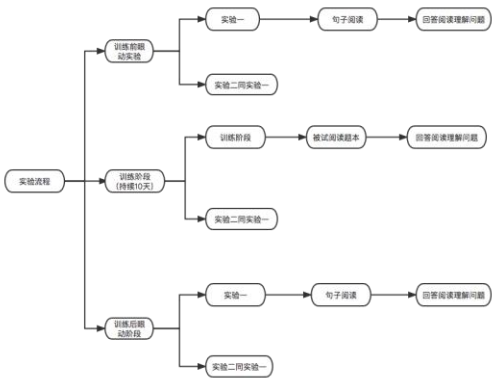 实验流程
训练前眼
动实验
实验一
句子阅读
回答阅读理解问题
实验二同实验一
训练阶段
（持续10天）
训练阶段
被试阅读题本
回答阅读理解问题
实验二同实验一
训练后眼
动阶段
实验一
句子阅读
回答阅读理解问题
实验二同实验一